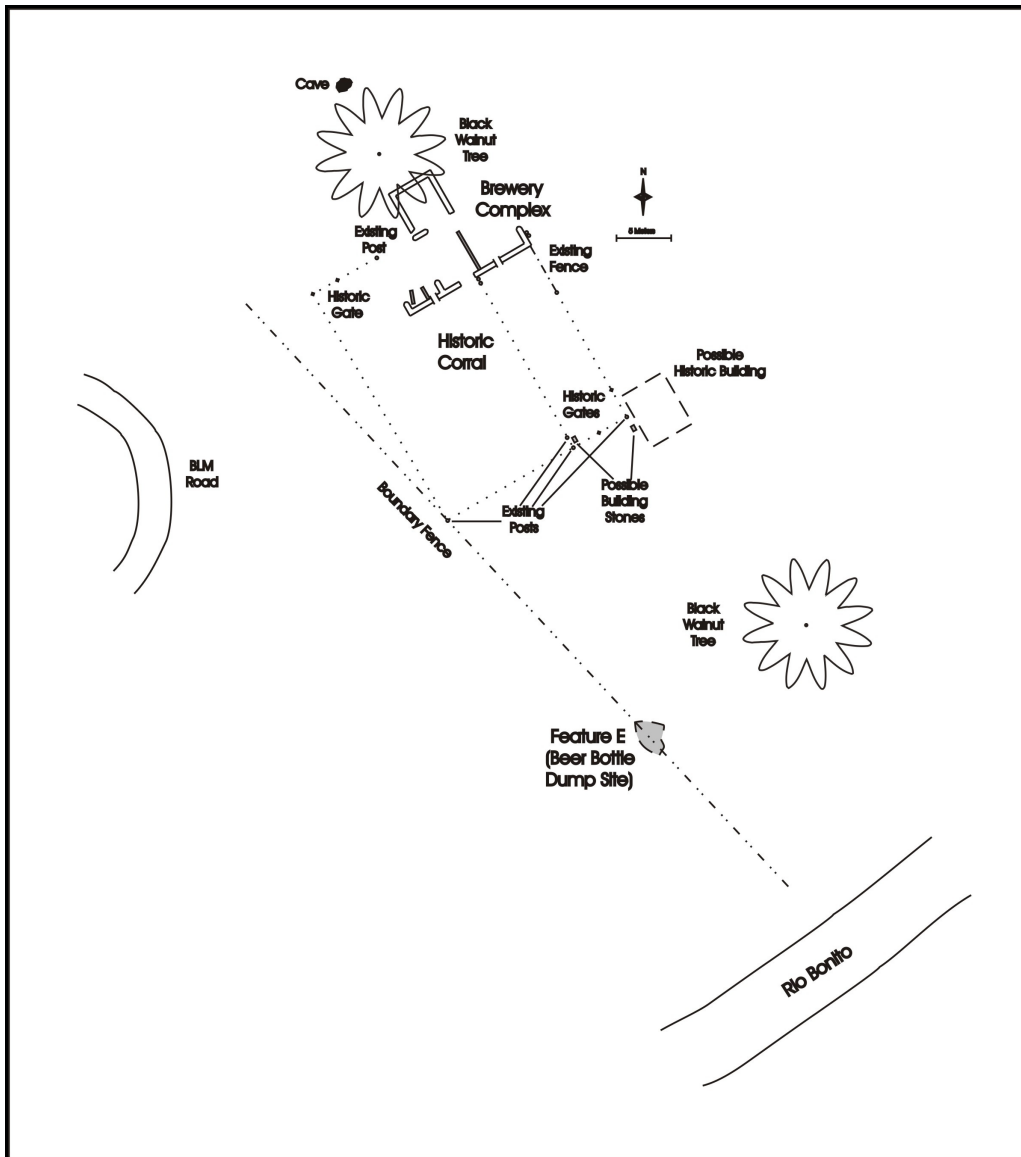 Cave
Black
Walnut
Tree
N
5 Meters
Brewery
Complex
Existing
Post
Existing
Fence
Historic
Gate
Historic
Corral
Possible
Historic Building
Historic
Gates
BLM
Road
Possible
Building
Stones
Existing
Posts
Boundary Fence
Black
Walnut
Tree
Feature E
(Beer Bottle
Dump Site)
Rio Bonito